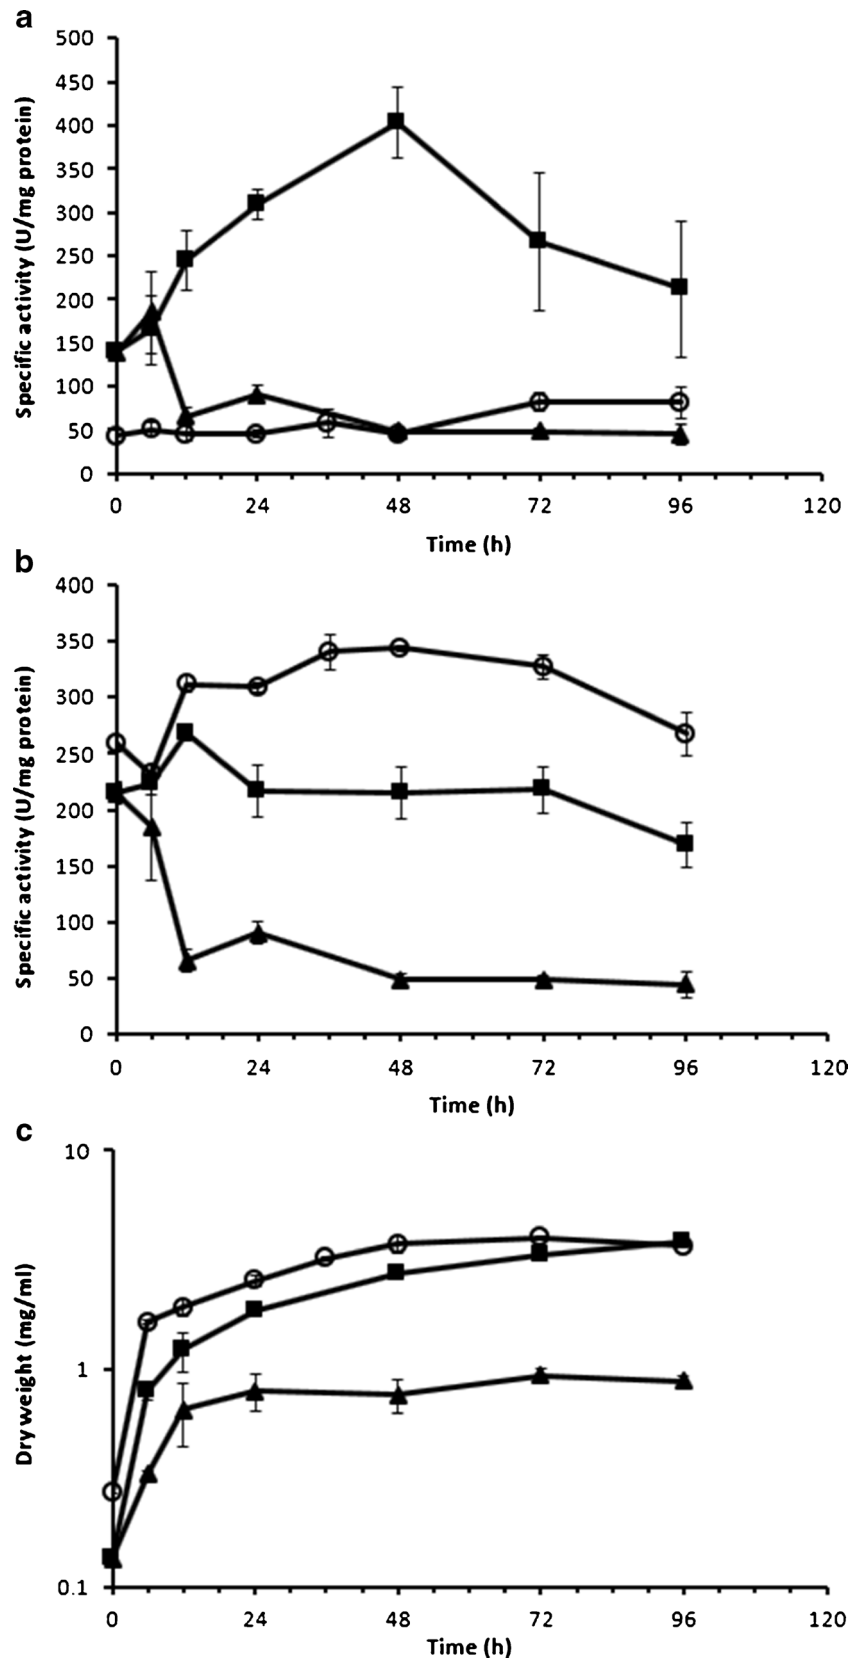 a
500
450
400
350
300
250
200
150
100
50
0
Specific activity (U/mg protein)
0 24 48 72 96 120
Time (h)
b
400
350
300
250
200
150
100
50
0
Specific activity (U/mg protein)
0 24 48 72 96 120
Time (h)
c
10
1
0.1
Dry weight (mg/ml)
0 24 48 72 96 120
Time (h)